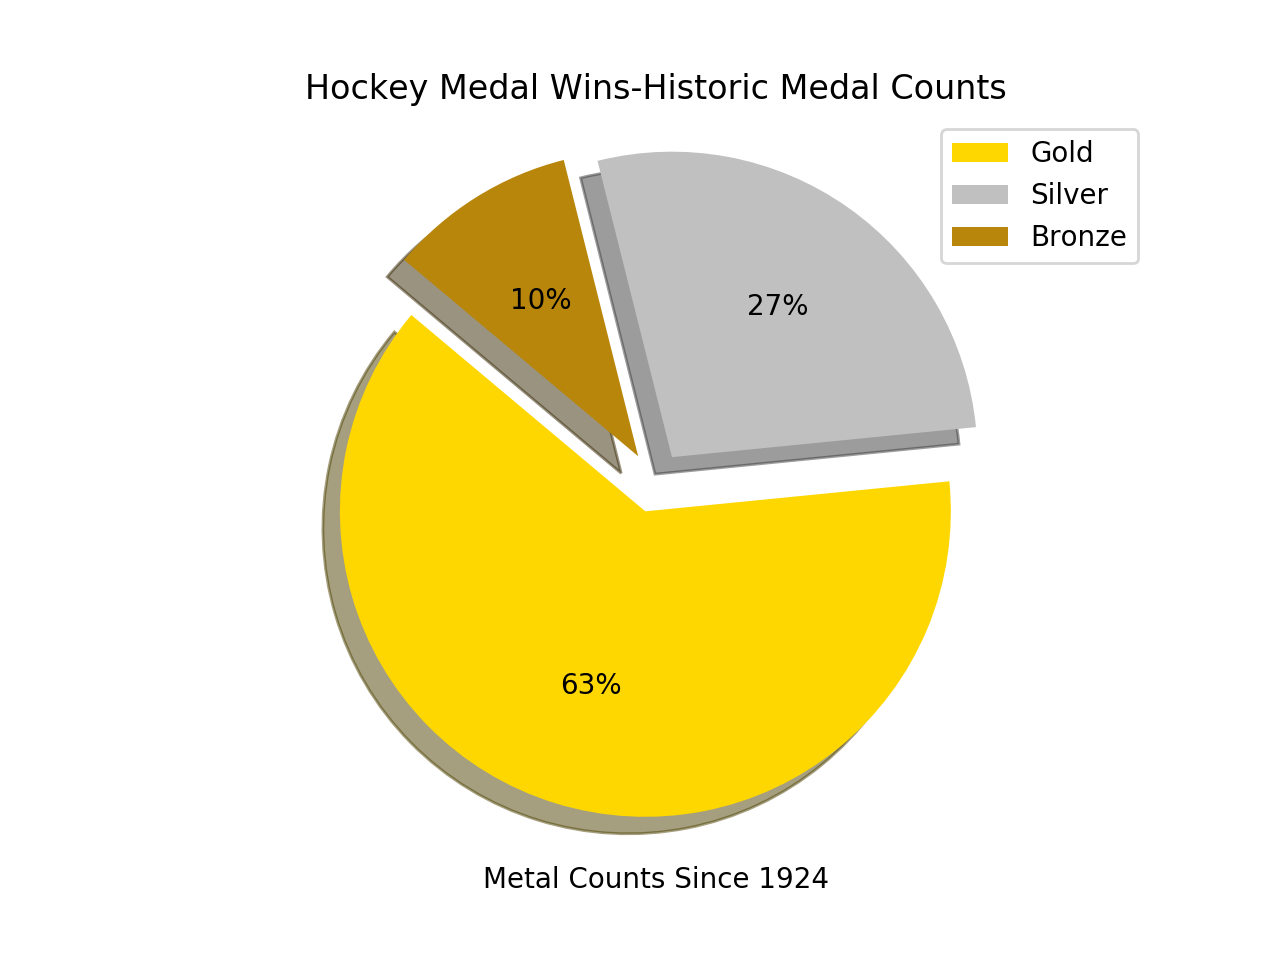 Hockey Medal Wins-Historic Medal Counts
Gold
Silver
Bronze
10%
27%
63%
Metal Counts Since 1924